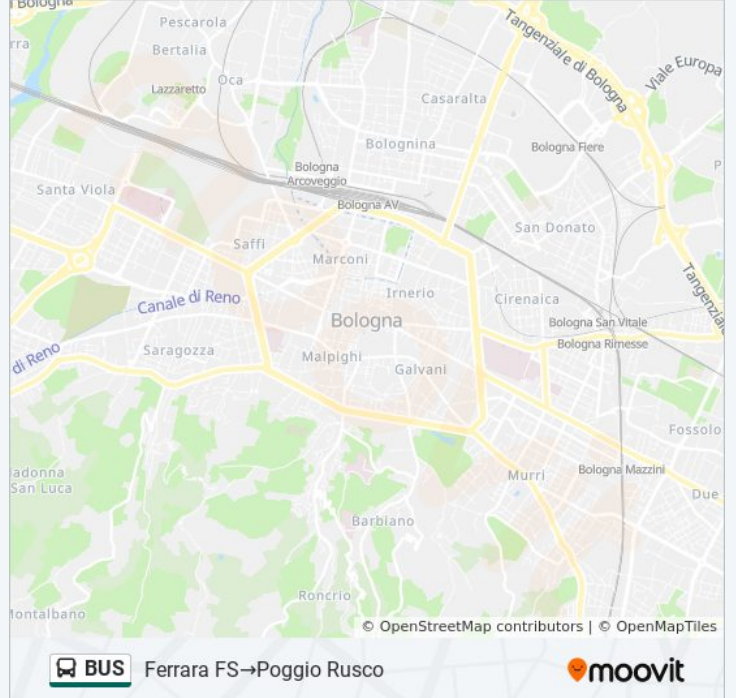 i Bologna
Pescarola
Tangenziale di Bologna
rra
Bertalia
Viale Europa
Oca
Lazzaretto
Casaralta
Bolognina
Bologna Fiere
P
Bologna
Arcoveggio
Santa Viola
Bologna AV
San Donato
Saffi
Marconi
Tangenziale
Canale di Reno
Irnerio
Cirenaica
Bologna
Bologna San Vitale
di Reno
Saragozza
Malpighi
Bologna Rimesse
Galvani
Fossolo
adonna
San Luca
Murri
Bologna Mazzini
Due
Barbiano
Roncrio
Montalbano
© OpenStreetMap contributors | © OpenMapTiles
BUS Ferrara FS→Poggio Rusco
moovit